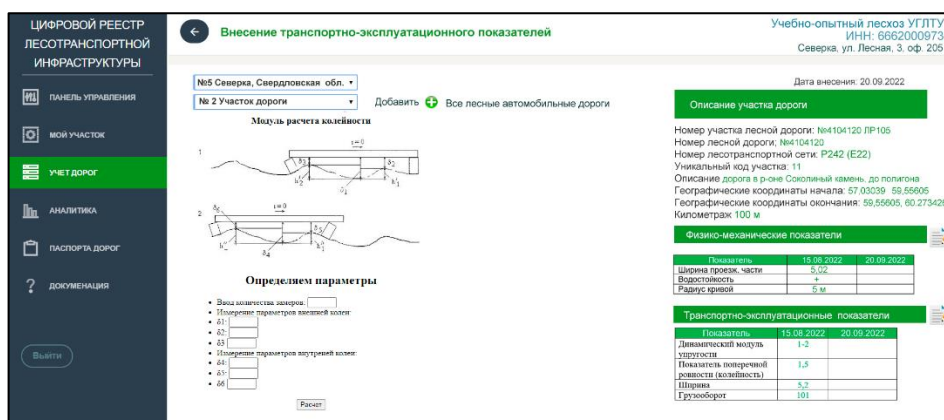 ЦИФРОВОЙ РЕЕСТР
ЛЕСОТРАНСПОРТНОЙ
ИНФРАСТРУКТУРЫ
ПАНЕЛЬ УПРАВЛЕНИЯ
МОЙ УЧАСТОК
УЧЕТ ДОРОГ
АНАЛИТИКА
ПАСПОРТА ДОРОГ
ДОКУМЕНАЦИЯ
Выйти
Внесение транспортно-эксплуатационного показателей
Учебно-опытный лесхоз УГЛТУ
ИНН: 6662000973
Северка, ул. Лесная, 3, оф. 205
№5 Северка, Свердловская обл.
№ 2 Участок дороги
Добавить Все лесные автомобильные дороги
Модуль расчета колейности
1
i=0
2
i=0
Определяем параметры
Ввод количества замеров:
Измерение параметров внешней колеи:
δ1:
δ2:
δ3
Измерение параметров внутреней колеи:
δ4:
δ5:
δ6
Расчет
Дата внесения: 20.09.2022
Описание участка дороги
Номер участка лесной дороги: №4104120 ЛР105
Номер лесной дороги: №4104120
Номер лесотранспортной сети: Р242 (Е22)
Уникальный код участка: 11
Описание дорога в р-оне Соколиный камень, до полигона
Географические координаты начала: 57,03039 59,55605
Географические координаты окончания: 59,55605, 60.273428
Километраж 100 м
Физико-механические показатели
Показатель 15.08.2022 20.09.2022
Ширина проезж. части 5,02
Водостойкость +
Радиус кривой 5 м
Транспортно-эксплуатационные показатели
Показатель 15.08.2022 20.09.2022
Динамический модуль упругости 1-2
Показатель поперечной ровности (колейность) 1,5
Ширина 5,2
Грузооборот 101